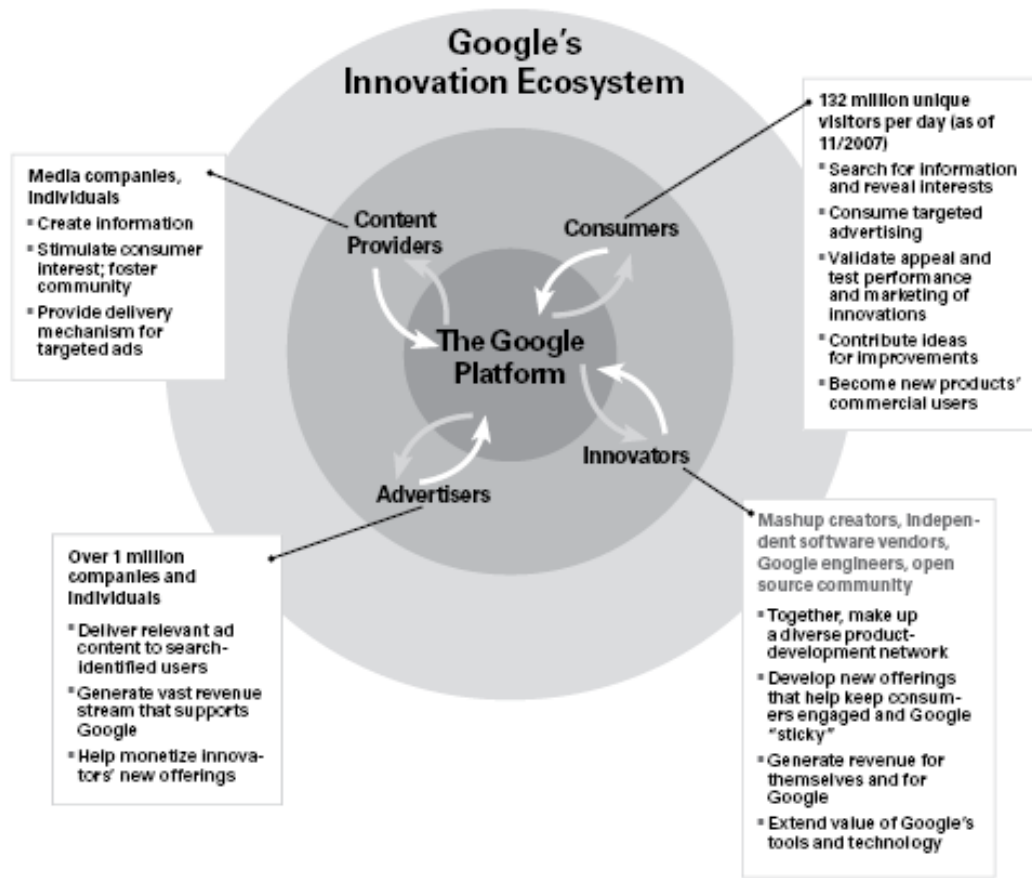 Google's
Innovation Ecosystem
Media companies,
individuals
▪ Create information
▪ Stimulate consumer
interest; foster
community
▪ Provide delivery
mechanism for
targeted ads
Content
Providers
Consumers
132 million unique
visitors per day (as of
11/2007)
▪ Search for information
and reveal interests
▪ Consume targeted
advertising
▪ Validate appeal and
test performance
and marketing of
innovations
▪ Contribute ideas
for improvements
▪ Become new products'
commercial users
The Google
Platform
Advertisers
Innovators
Over 1 million
companies and
individuals
▪ Deliver relevant ad
content to search-
identified users
▪ Generate vast revenue
stream that supports
Google
▪ Help monetize innova-
tors' new offerings
Mashup creators, indepen-
dent software vendors,
Google engineers, open
source community
▪ Together, make up
a diverse product-
development network
▪ Develop new offerings
that help keep consum-
ers engaged and Google
"sticky"
▪ Generate revenue for
themselves and for
Google
▪ Extend value of Google's
tools and technology